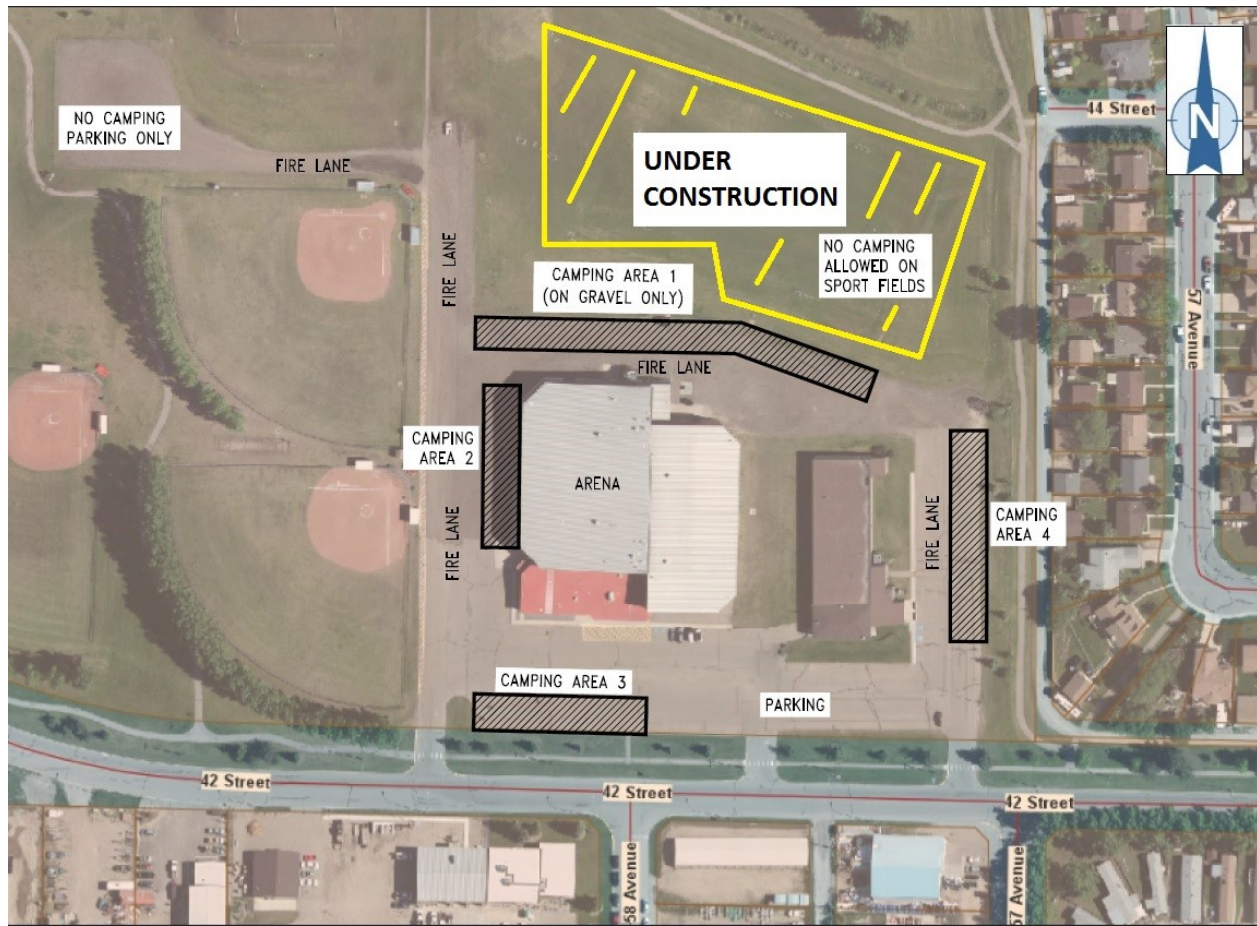 NO CAMPING
PARKING ONLY
FIRE LANE
FIRE LANE
UNDER
CONSTRUCTION
NO CAMPING
ALLOWED ON
SPORT FIELDS
44 Street
N
57 Avenue
CAMPING AREA 1
(ON GRAVEL ONLY)
FIRE LANE
CAMPING
AREA 2
ARENA
FIRE LANE
FIRE LANE
CAMPING
AREA 4
CAMPING AREA 3
PARKING
42 Street
42 Street
42 Street
58 Avenue
57 Avenue